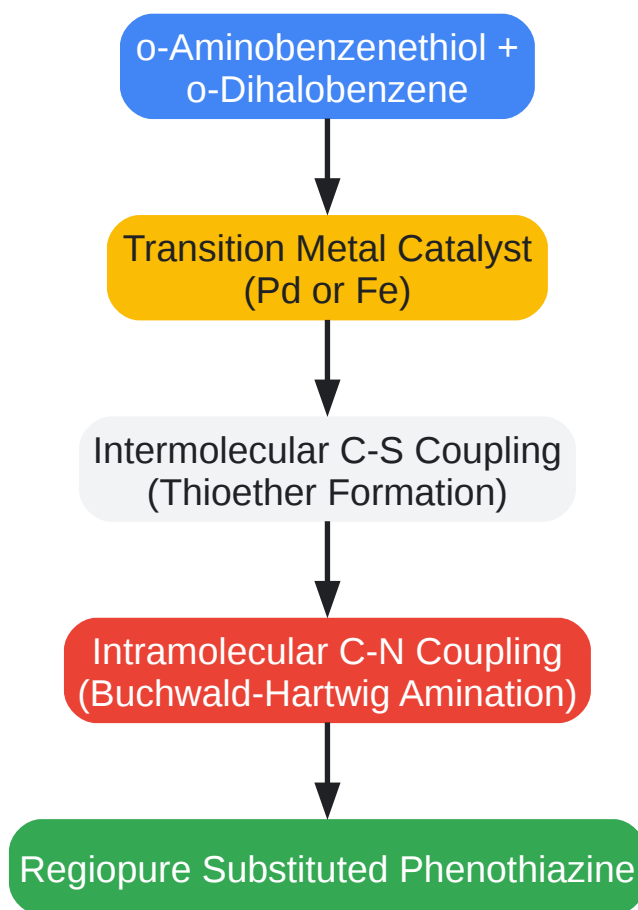 o-Aminobenzenethiol +
o-Dihalobenzene
Transition Metal Catalyst
(Pd or Fe)
Intermolecular C-S Coupling
(Thioether Formation)
Intramolecular C-N Coupling
(Buchwald-Hartwig Amination)
Regiopure Substituted Phenothiazine